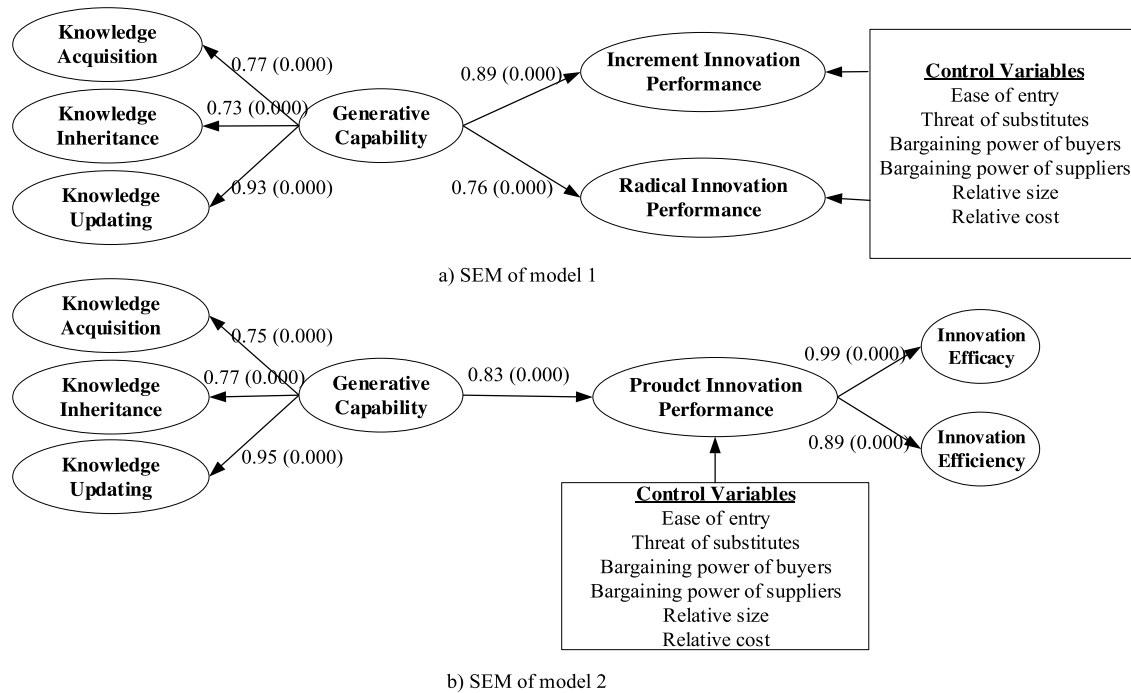 Knowledge
Acquisition
0.77 (0.000)
Knowledge
Inheritance
0.73 (0.000)
Knowledge
Updating
0.93 (0.000)
Generative
Capability
0.89 (0.000)
0.76 (0.000)
Increment Innovation
Performance
Radical Innovation
Performance
Control Variables
Ease of entry
Threat of substitutes
Bargaining power of buyers
Bargaining power of suppliers
Relative size
Relative cost
a) SEM of model 1
Knowledge
Acquisition
0.75 (0.000)
Knowledge
Inheritance
0.77 (0.000)
Knowledge
Updating
0.95 (0.000)
Generative
Capability
0.83 (0.000)
Proudct Innovation
Performance
0.99 (0.000)
0.89 (0.000)
Innovation
Efficacy
Innovation
Efficiency
Control Variables
Ease of entry
Threat of substitutes
Bargaining power of buyers
Bargaining power of suppliers
Relative size
Relative cost
b) SEM of model 2